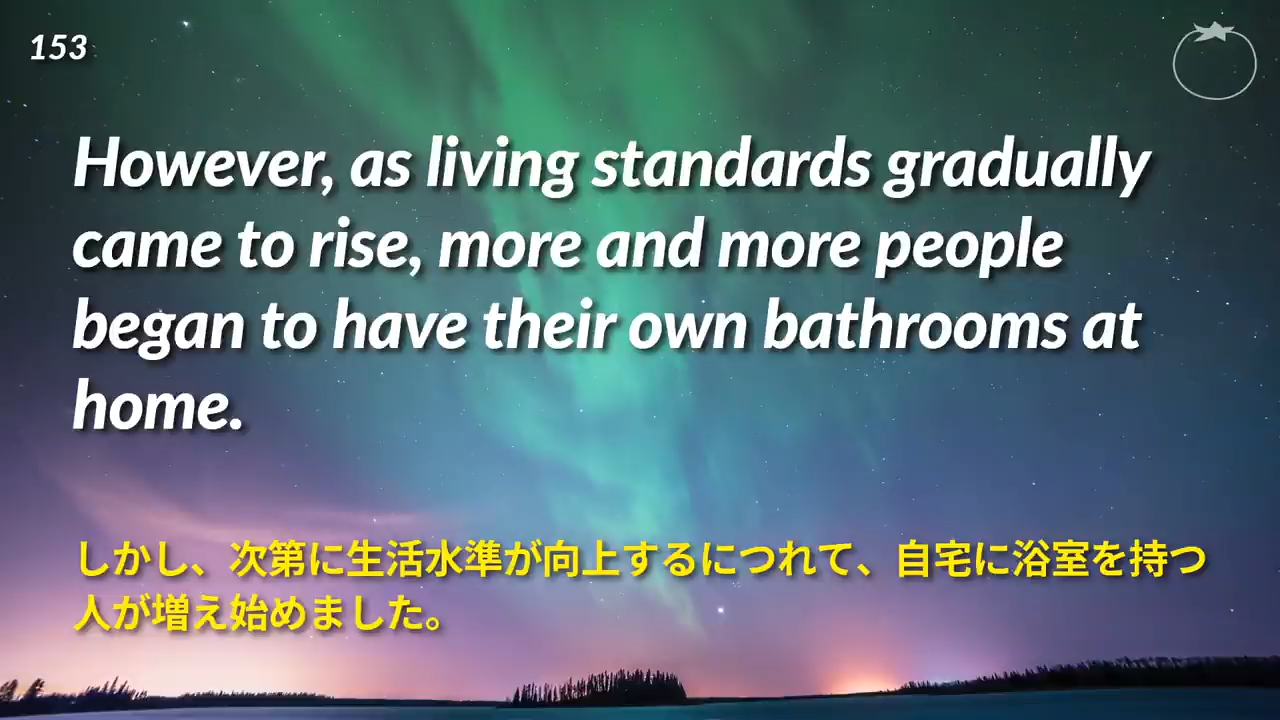 153
However, as living standards gradually
came to rise, more and more people
began to have their own bathrooms at
home.
しかし、次第に生活水準が向上するにつれて、自宅に浴室を持つ
人が増え始めました。